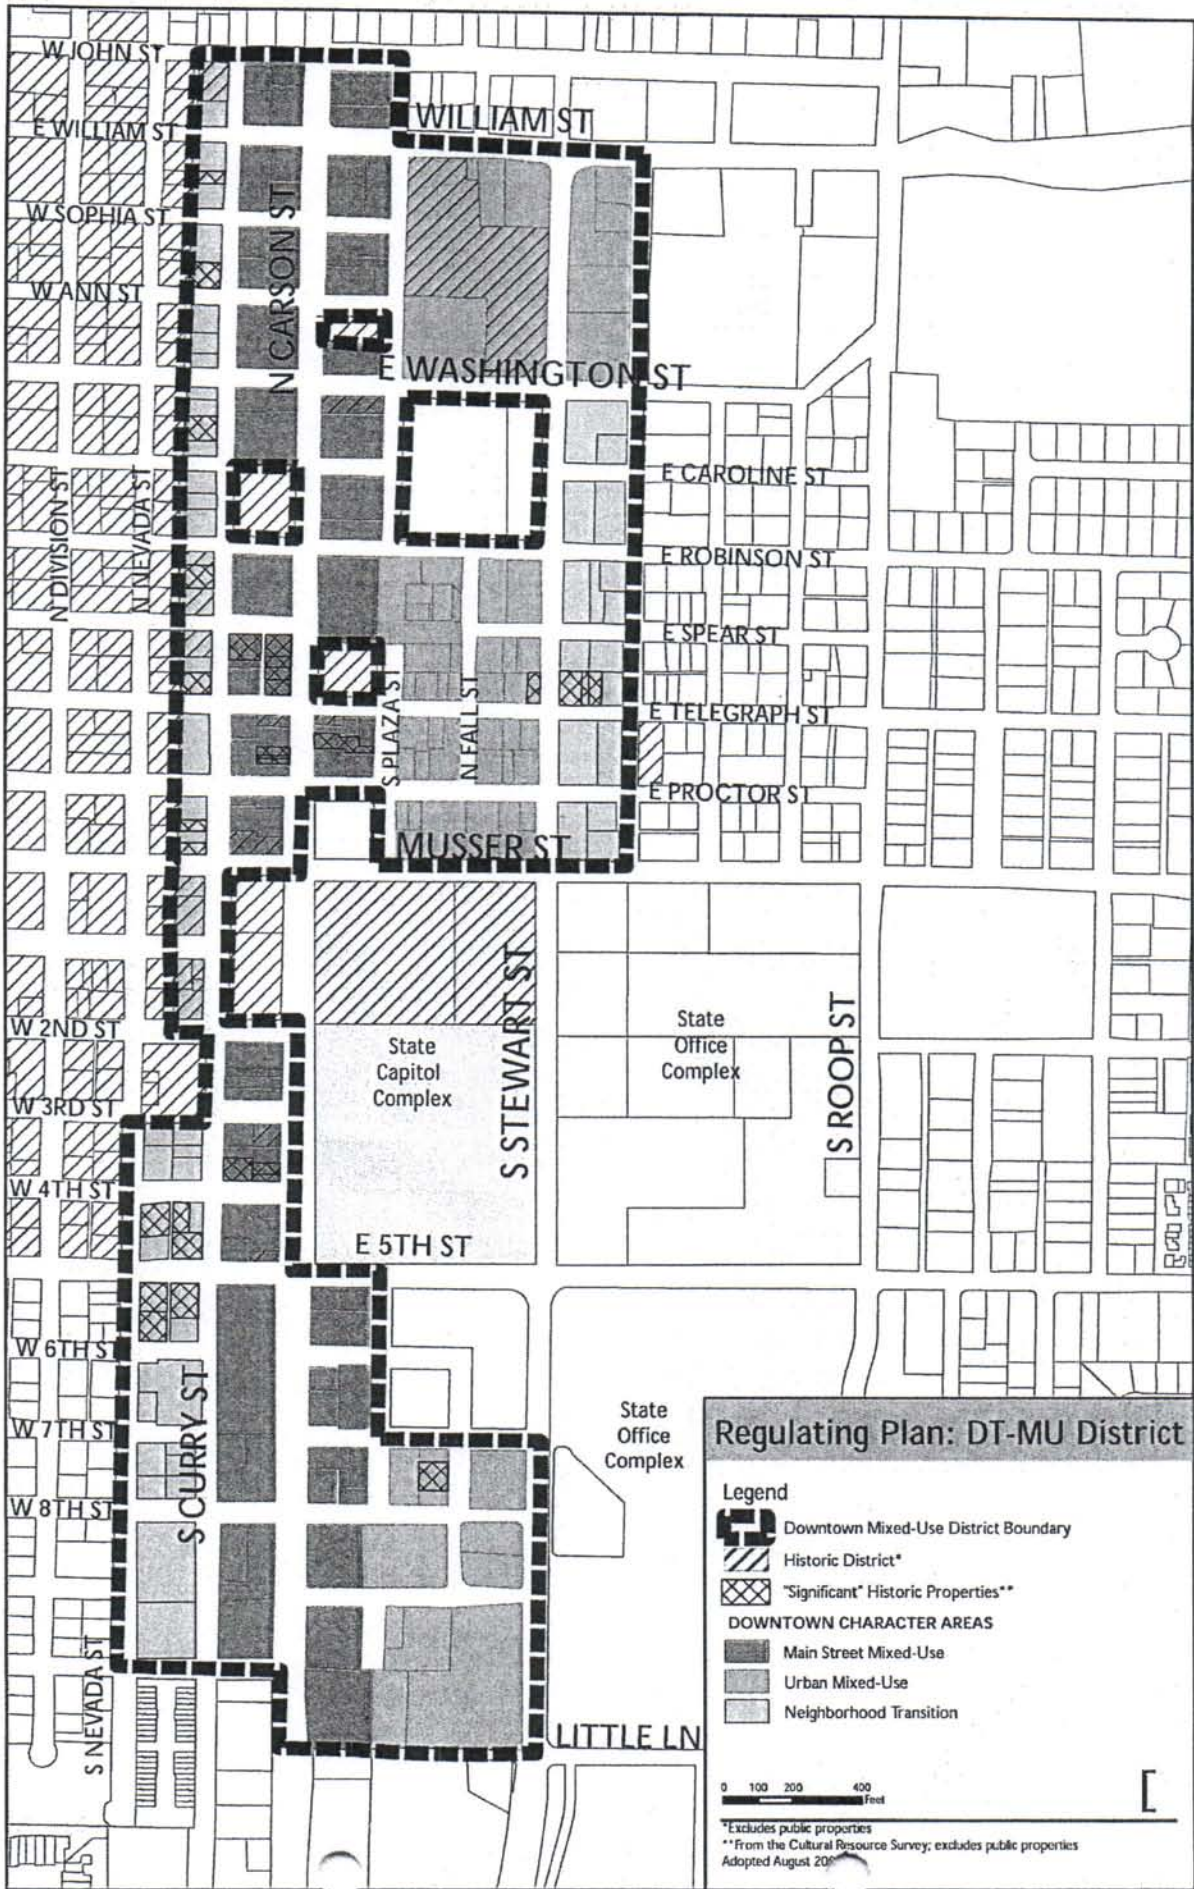 W JOHN ST
WILLIAM ST
E WILLIAM ST
W SOPHIA ST
N CARSON ST
W ANN ST
E WASHINGTON ST
E CAROLINE ST
N DIVISION ST
N NEVADA ST
E ROBINSON ST
E SPEAR ST
S PLAZA ST
N FALL ST
E TELEGRAPH ST
E PROCTOR ST
MUSSER ST
S STEWART ST
S ROOP ST
W 2ND ST
State
Capitol
Complex
State
Office
Complex
W 3RD ST
W 4TH ST
E 5TH ST
W 6TH ST
S CURRY ST
W 7TH ST
State
Office
Complex
W 8TH ST
S NEVADA ST
LITTLE LN
Regulating Plan: DT-MU District
Legend
Downtown Mixed-Use District Boundary
Historic District*
"Significant" Historic Properties**
DOWNTOWN CHARACTER AREAS
Main Street Mixed-Use
Urban Mixed-Use
Neighborhood Transition
0 100 200 400
Feet
*Excludes public properties
**From the Cultural Resource Survey; excludes public properties
Adopted August